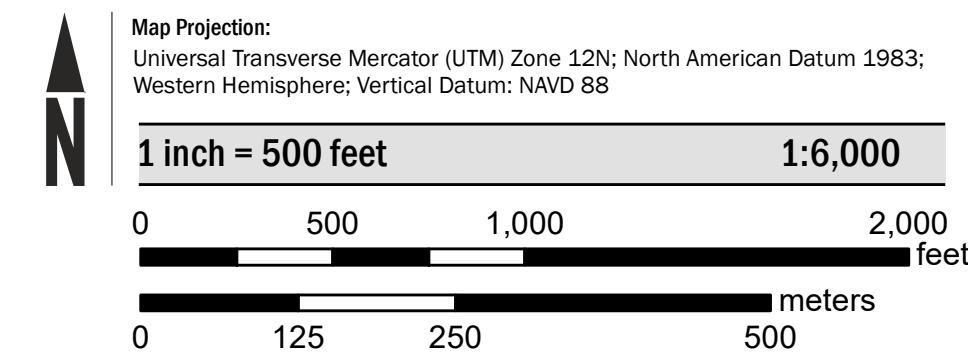 N
Map Projection:
Universal Transverse Mercator (UTM) Zone 12N; North American Datum 1983;
Western Hemisphere; Vertical Datum: NAVD 88
1 inch = 500 feet 1:6,000
0 500 1,000 2,000
feet
meters
0 125 250 500